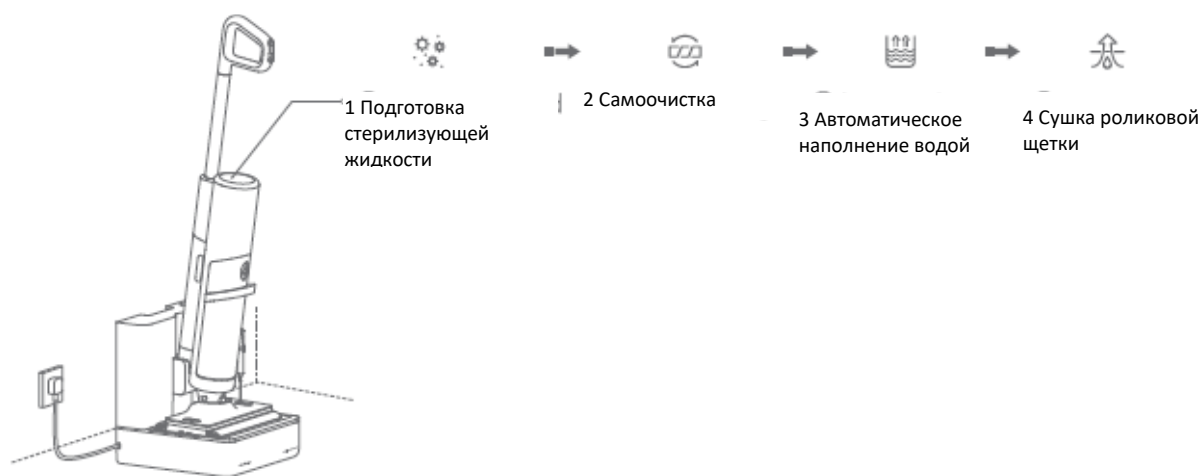 1 Подготовка
стерилизующей
жидкости
2 Самоочистка
3 Автоматическое
наполнение водой
4 Сушка роликовой
щетки